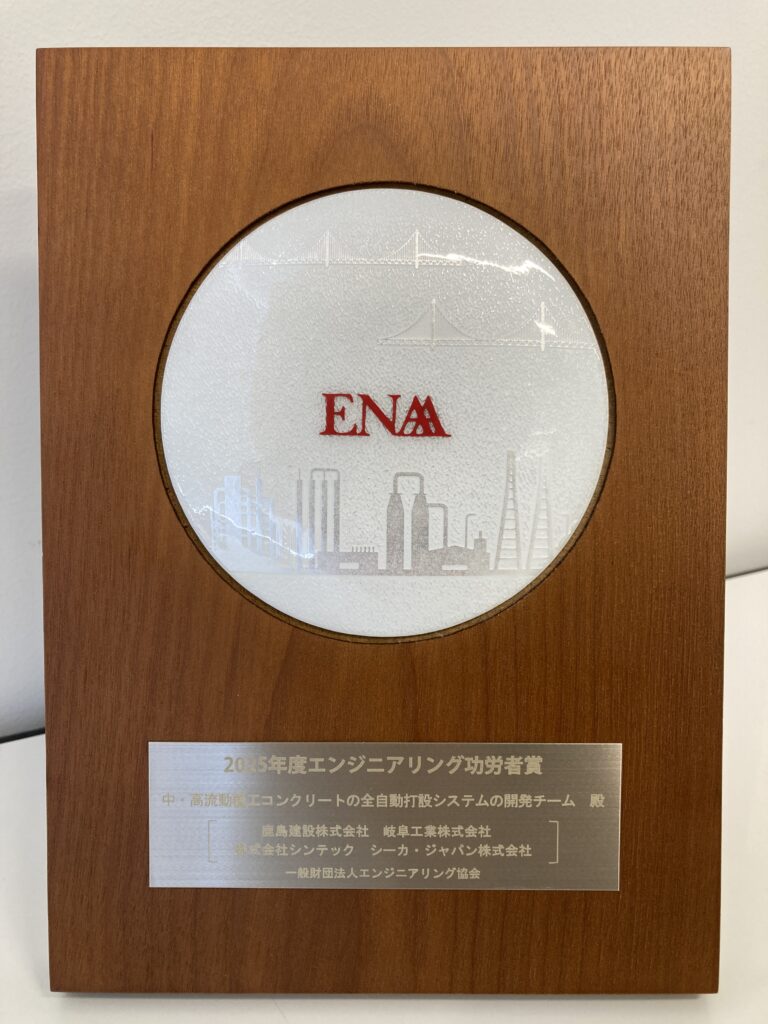 ENAA
2025年度エンジニアリング功労者賞
中・高流動覆工コンクリートの全自動打設システムの開発チーム 殿
鹿島建設株式会社 岐阜工業株式会社
株式会社シンテック シーカ・ジャパン株式会社
一般財団法人エンジニアリング協会